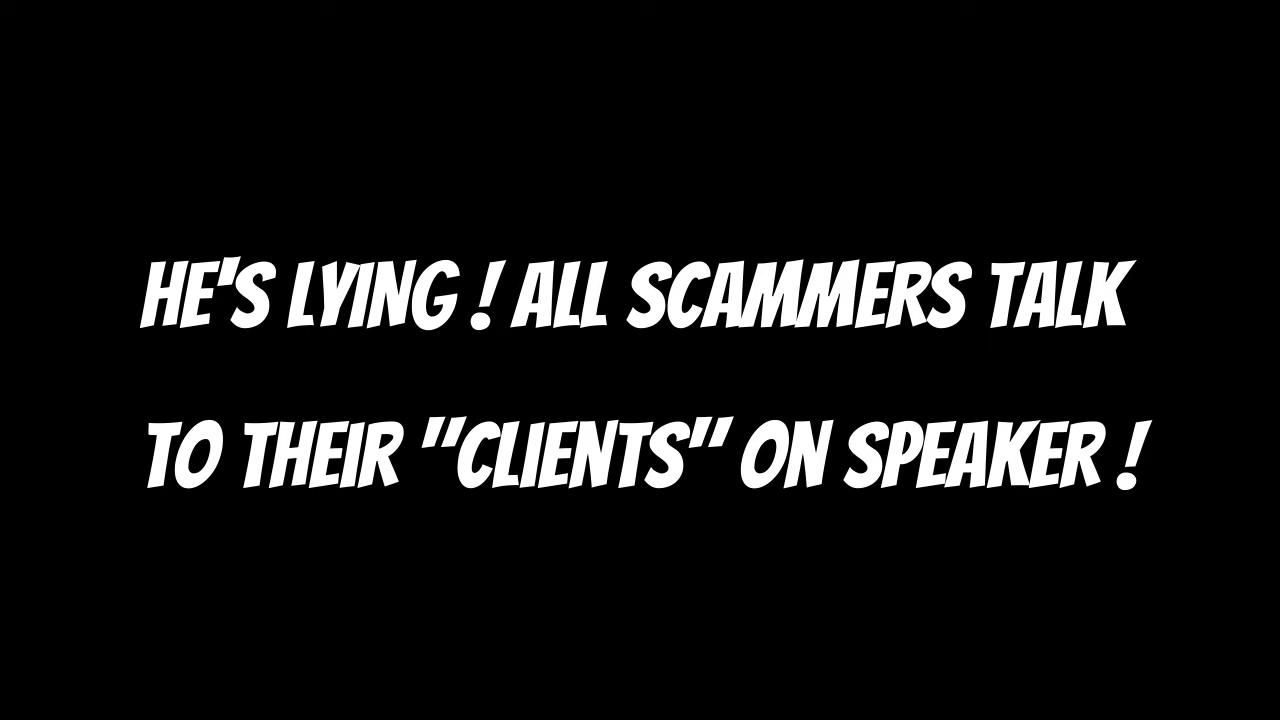 HE'S LYING ! ALL SCAMMERS TALK
TO THEIR "CLIENTS" ON SPEAKER !